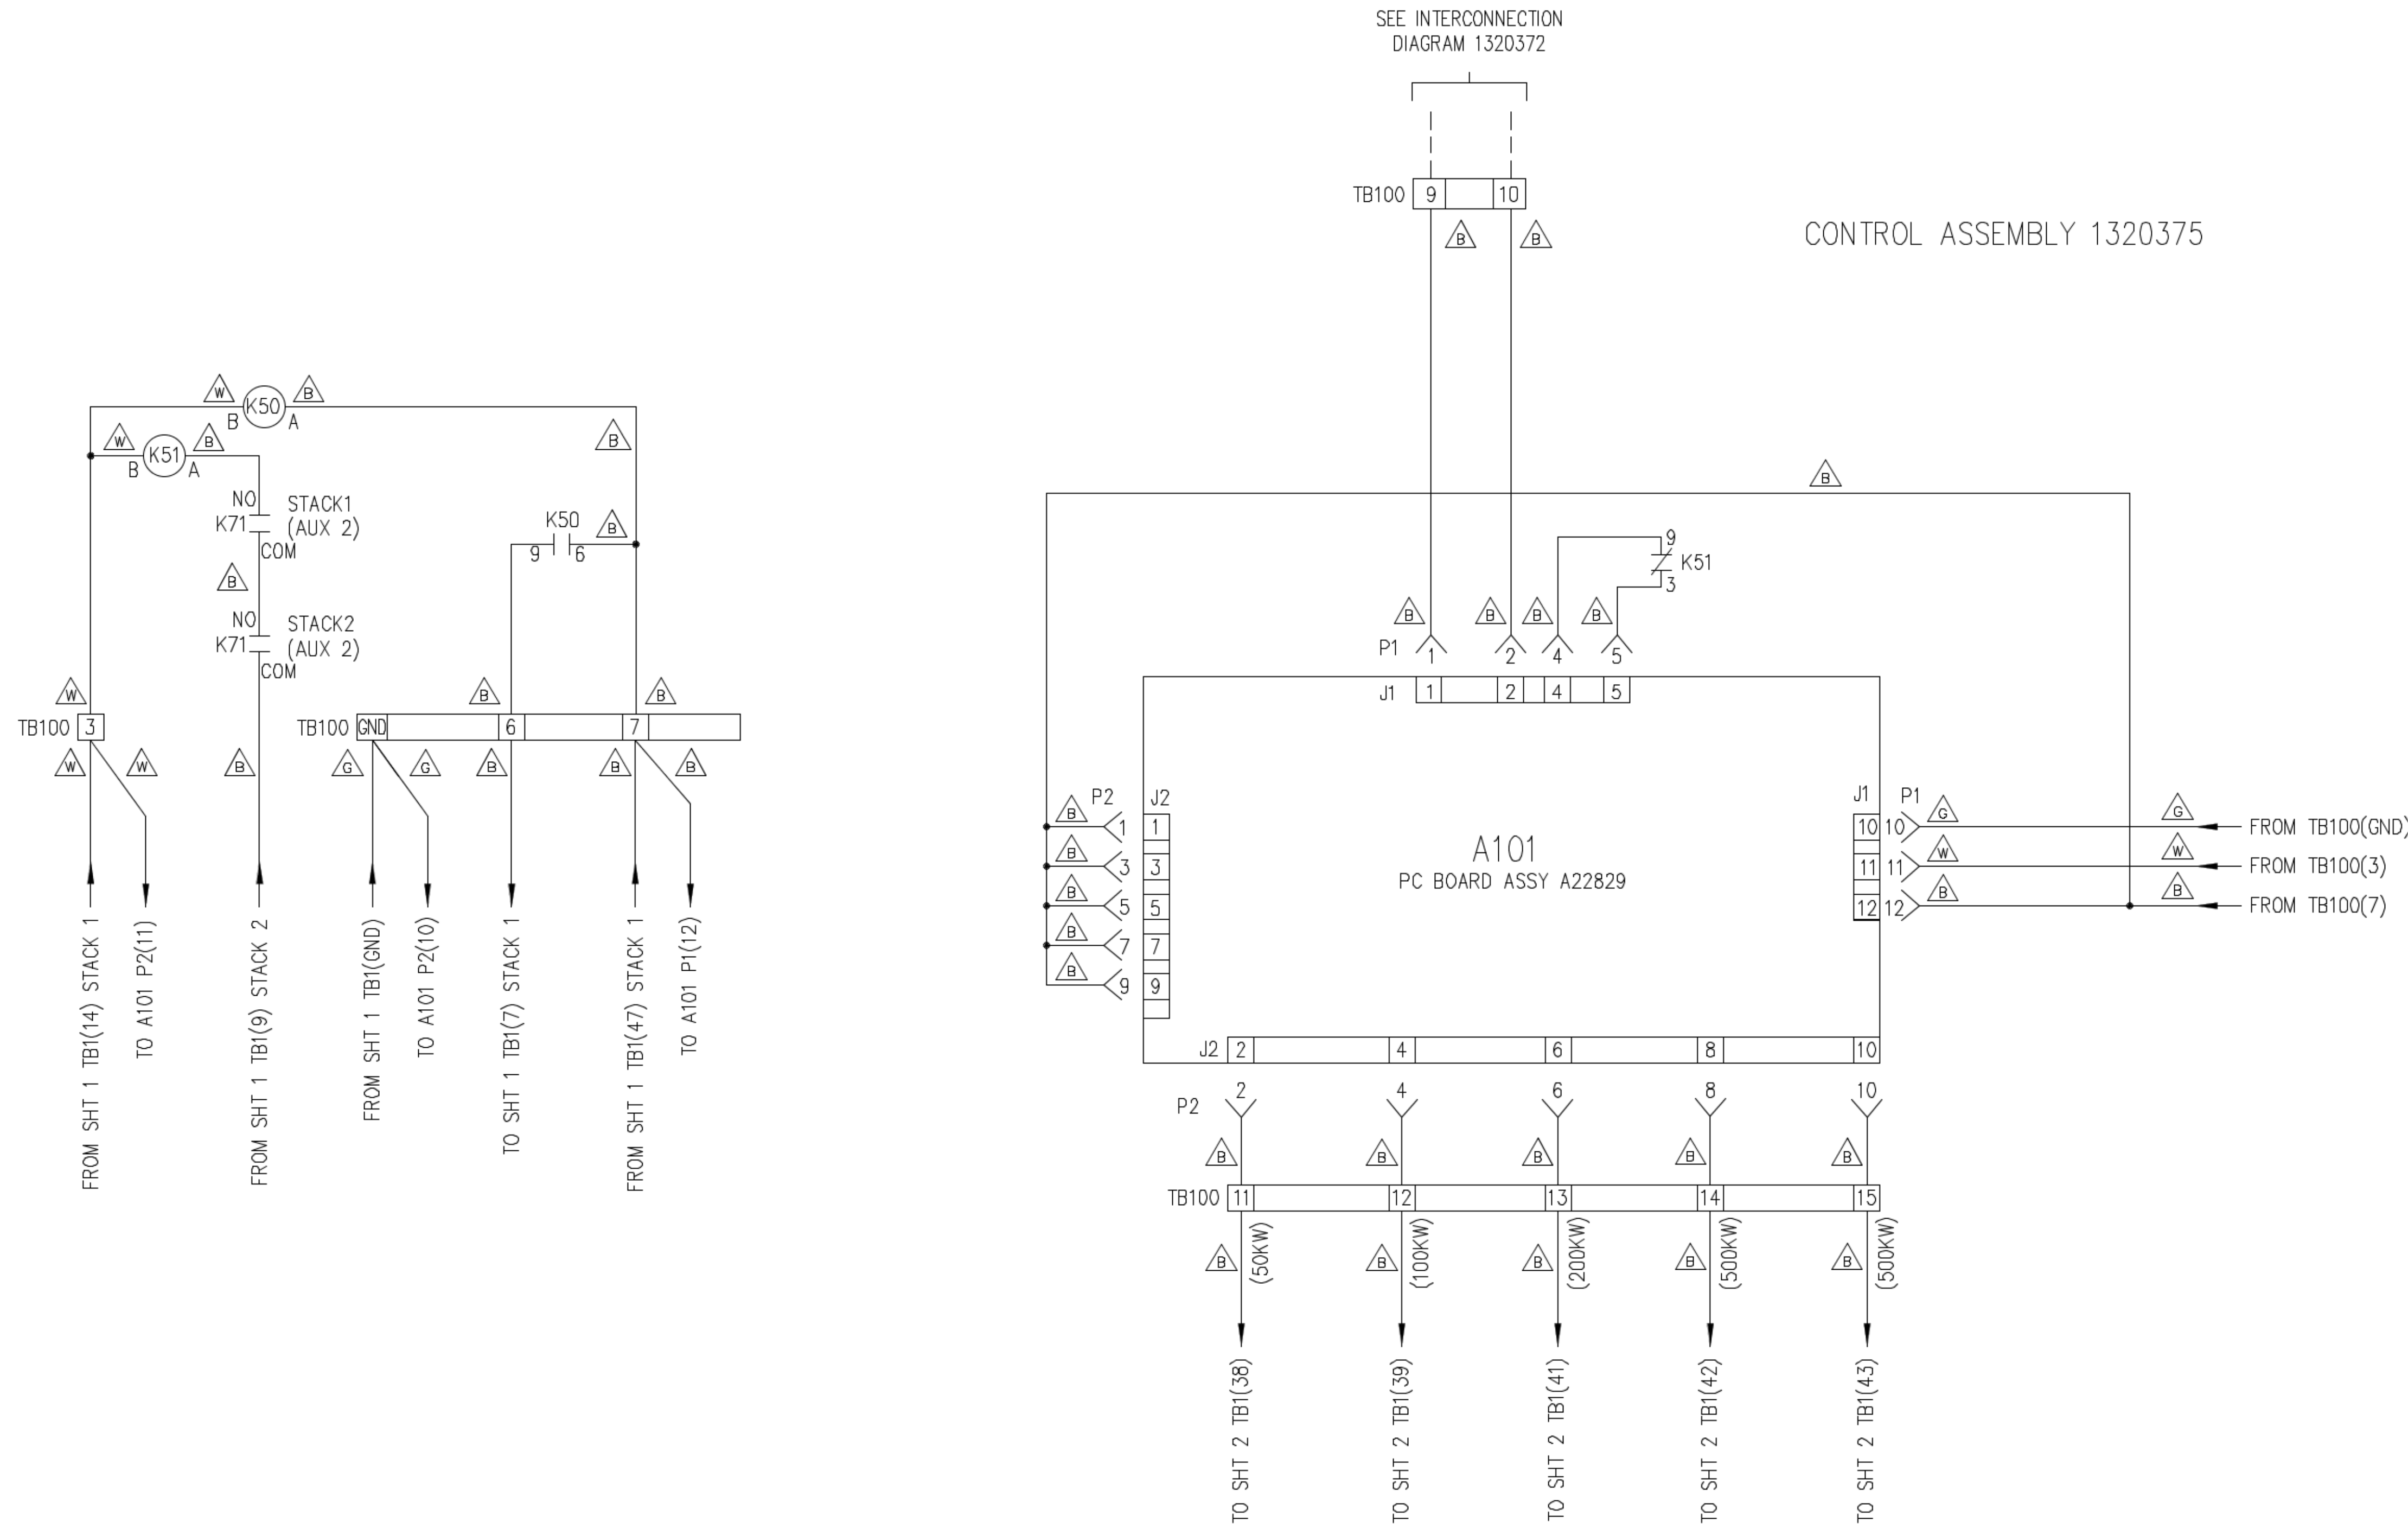 SEE INTERCONNECTION
DIAGRAM 1320372
TB100 9 10
B B
CONTROL ASSEMBLY 1320375
W K50 B
B A
W K51 B
B A
B
NO STACK1
K71 (AUX 2)
COM
B
NO STACK2
K71 (AUX 2)
COM
K50 B
9 6
W
TB100 3
W W
B
B B
TB100 GND 6 7
G G B B B
FROM SHT 1 TB1(14) STACK 1
TO A101 P2(11)
FROM SHT 1 TB1(9) STACK 2
FROM SHT 1 TB1(GND)
TO A101 P2(10)
TO SHT 1 TB1(7) STACK 1
FROM SHT 1 TB1(47) STACK 1
TO A101 P1(12)
B
9
K51
3
B B B B
P1 1 2 4 5
J1 1 2 4 5
P2 J2
B 1 1
B 3 3
B 5 5
B 7 7
B 9 9
A101
PC BOARD ASSY A22829
J1 P1
10 10 G G FROM TB100(GND)
11 11 W W FROM TB100(3)
12 12 B B FROM TB100(7)
J2 2 4 6 8 10
P2 2 4 6 8 10
B B B B B
TB100 11 12 13 14 15
B (50KW) B (100KW) B (200KW) B (500KW) B (500KW)
TO SHT 2 TB1(38)
TO SHT 2 TB1(39)
TO SHT 2 TB1(41)
TO SHT 2 TB1(42)
TO SHT 2 TB1(43)